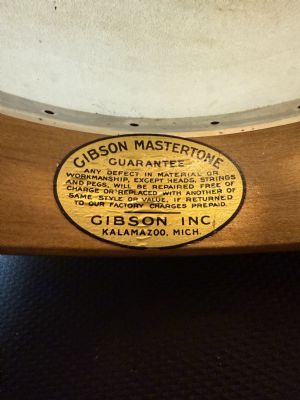 GIBSON MASTERTONE
GUARANTEE
ANY DEFECT IN MATERIAL OR
WORKMANSHIP, EXCEPT HEADS, STRINGS
AND PEGS, WILL BE REPAIRED FREE OF
CHARGE OR REPLACED WITH ANOTHER OF
SAME STYLE OR VALUE, IF RETURNED
TO OUR FACTORY CHARGES PREPAID.
GIBSON INC.
KALAMAZOO, MICH.